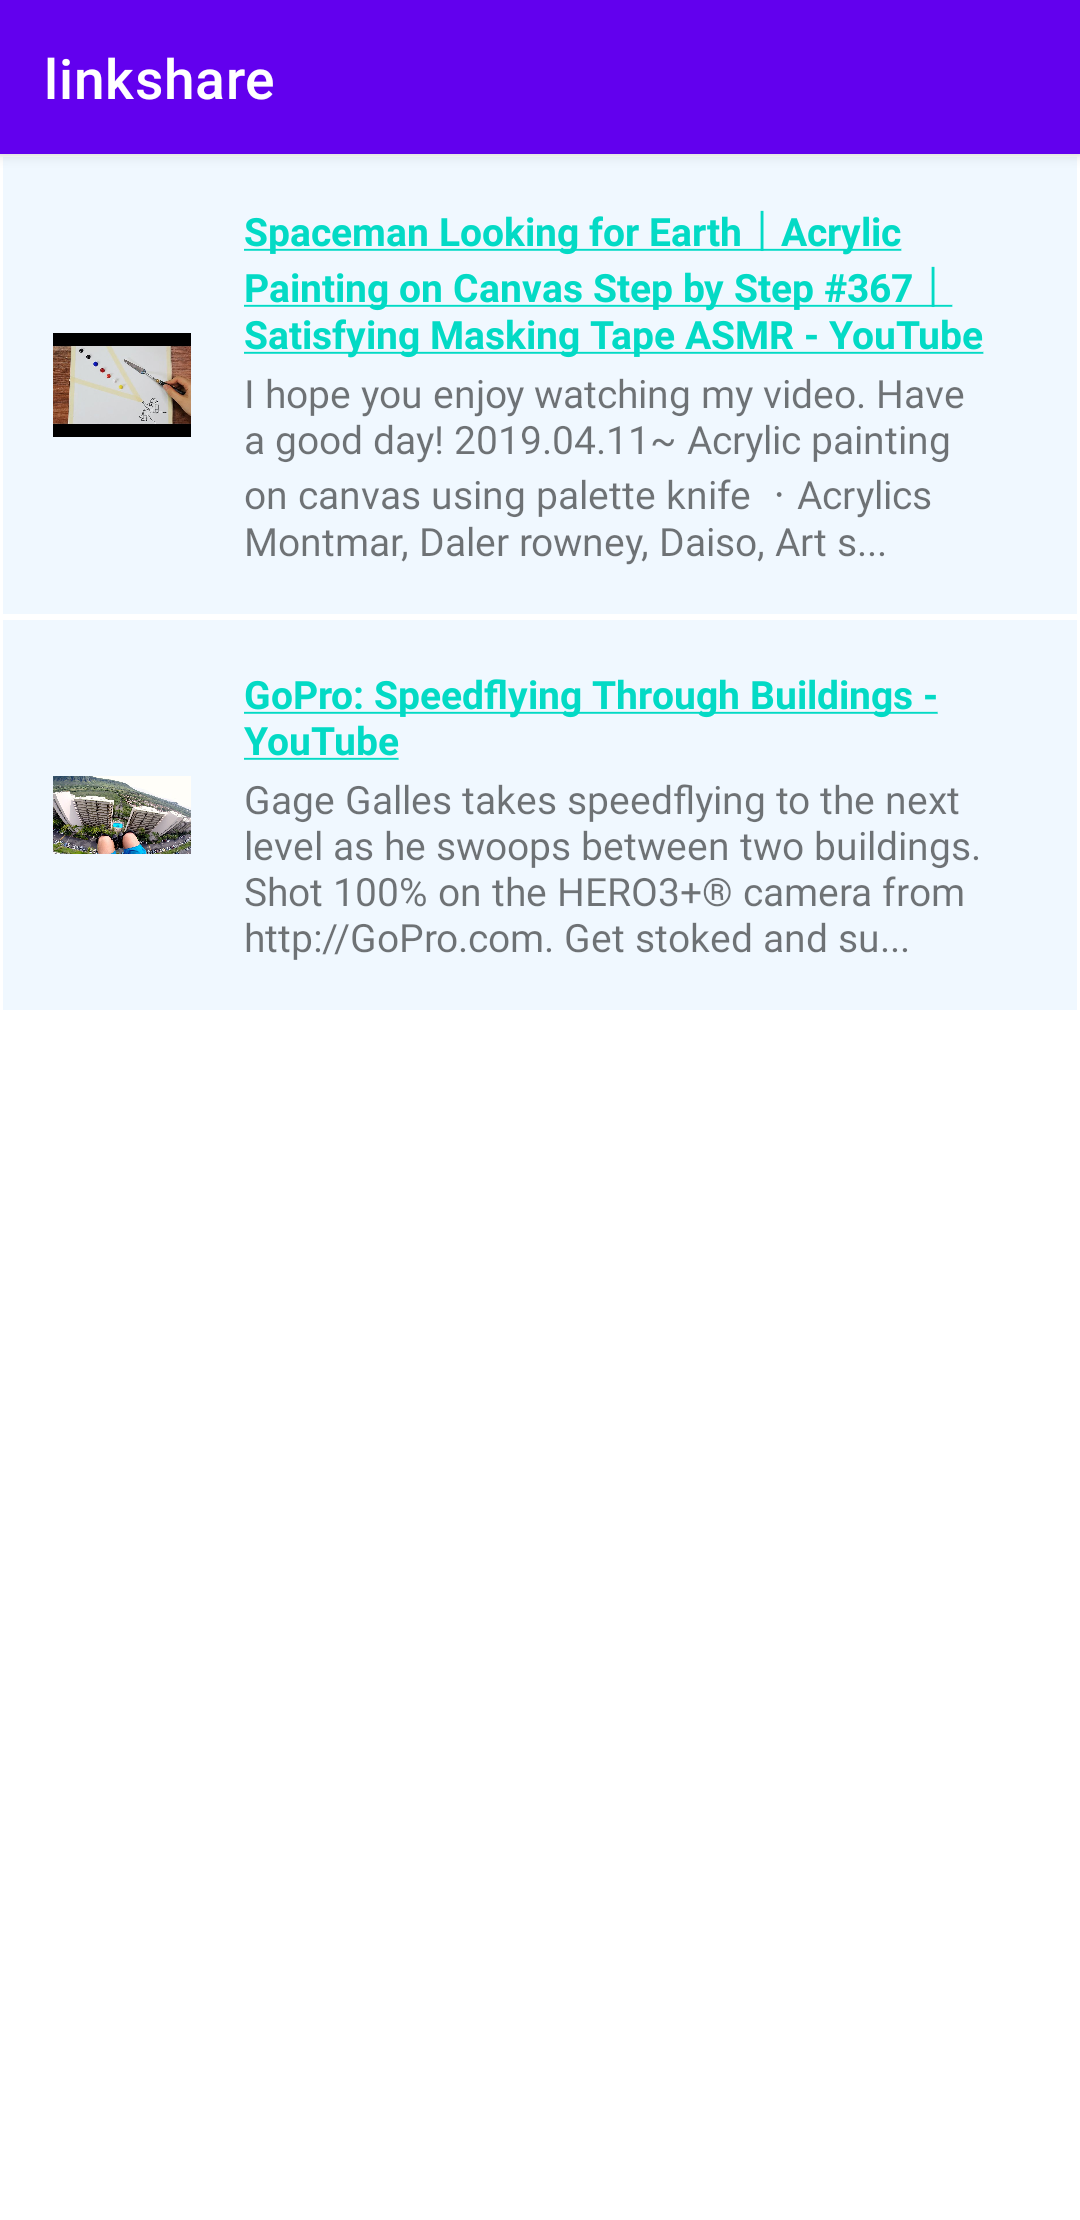 linkshare
Spaceman Looking for Earth｜Acrylic
Painting on Canvas Step by Step #367｜
Satisfying Masking Tape ASMR - YouTube
I hope you enjoy watching my video. Have
a good day! 2019.04.11~ Acrylic painting
on canvas using palette knife ・Acrylics
Montmar, Daler rowney, Daiso, Art s...
GoPro: Speedflying Through Buildings -
YouTube
Gage Galles takes speedflying to the next
level as he swoops between two buildings.
Shot 100% on the HERO3+® camera from
http://GoPro.com. Get stoked and su...